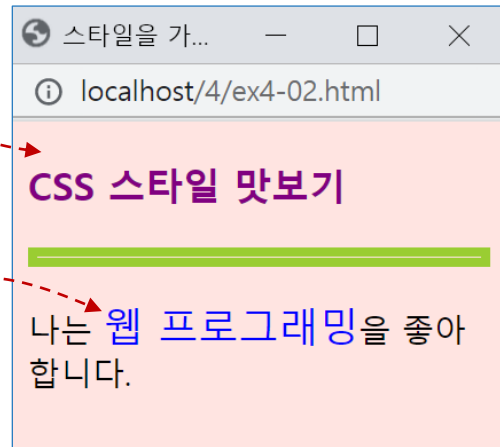 스타일을 가...
localhost/4/ex4-02.html
CSS 스타일 맛보기
나는 웹 프로그래밍을 좋아
합니다.